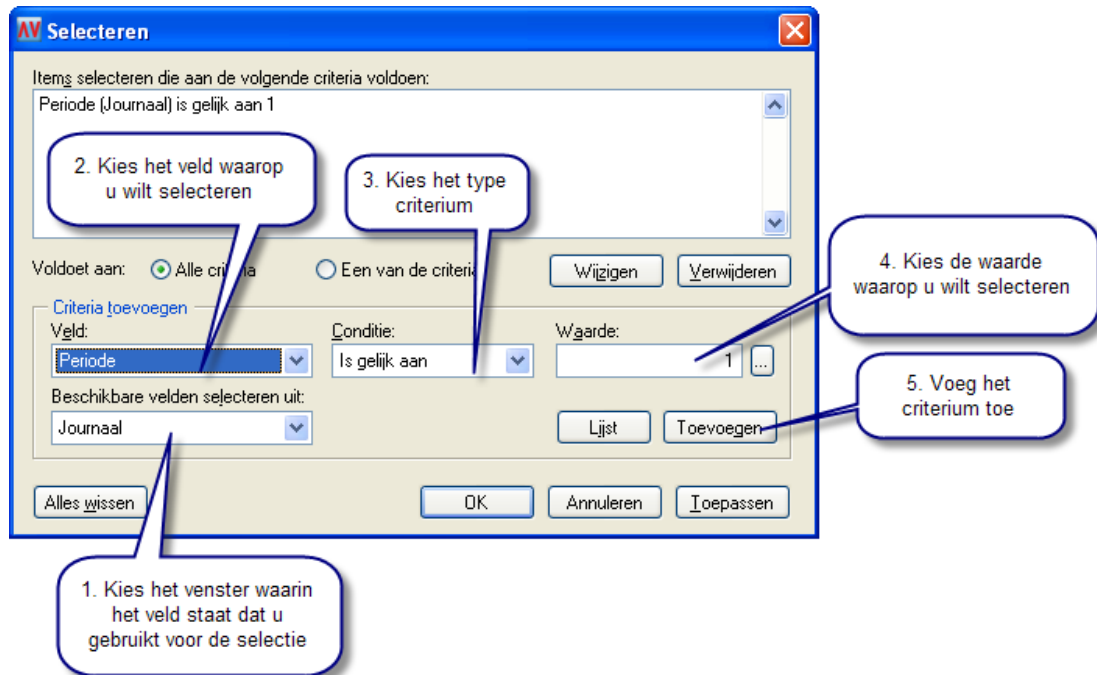 Selecteren
Items selecteren die aan de volgende criteria voldoen:
Periode (Journaal) is gelijk aan 1
2. Kies het veld waarop
u wilt selecteren
3. Kies het type
criterium
Voldoet aan: Alle criteria Een van de criteria Wijzigen Verwijderen
4. Kies de waarde
waarop u wilt selecteren
Criteria toevoegen
Veld: Conditie: Waarde:
Periode Is gelijk aan 1 ...
Beschikbare velden selecteren uit:
Journaal Lijst Toevoegen
5. Voeg het
criterium toe
Alles wissen OK Annuleren Toepassen
1. Kies het venster waarin
het veld staat dat u
gebruikt voor de selectie